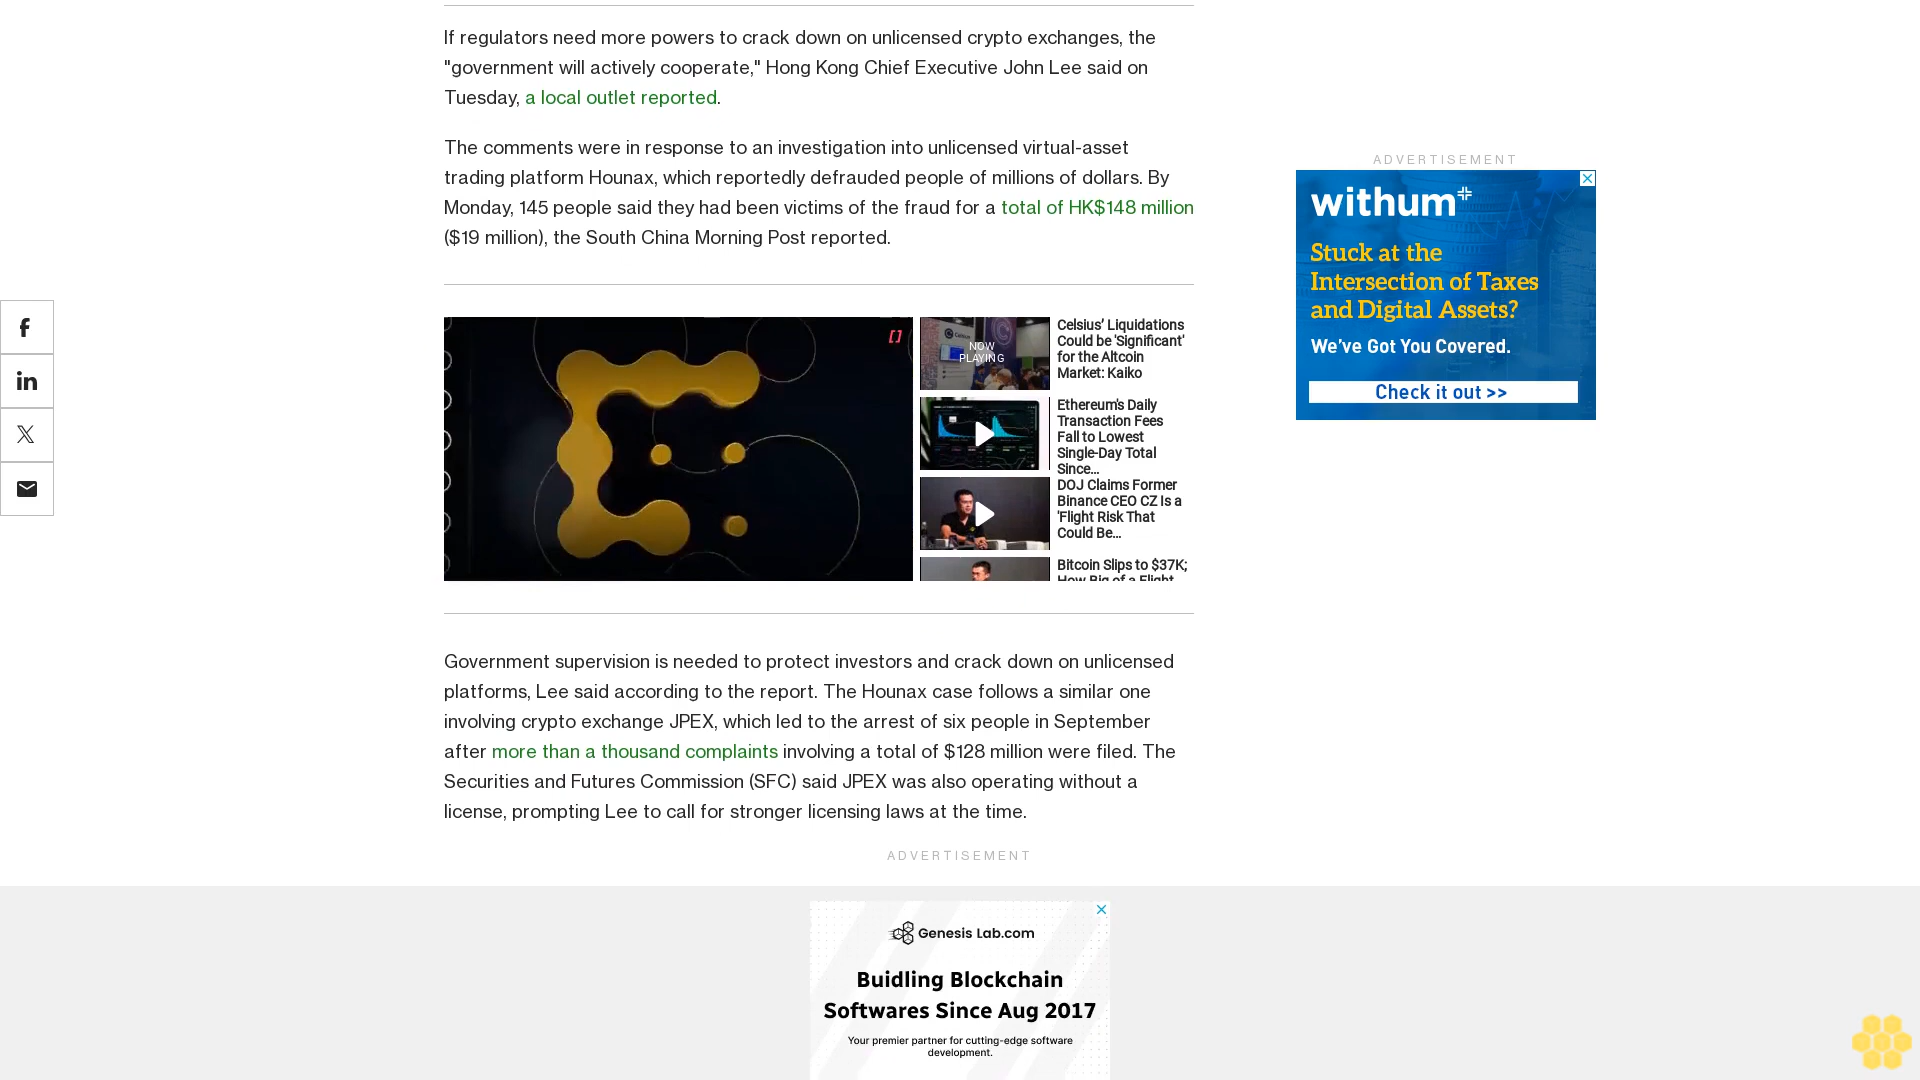 If regulators need more powers to crack down on unlicensed crypto exchanges, the
"government will actively cooperate," Hong Kong Chief Executive John Lee said on
Tuesday, a local outlet reported.
The comments were in response to an investigation into unlicensed virtual-asset
trading platform Hounax, which reportedly defrauded people of millions of dollars. By
Monday, 145 people said they had been victims of the fraud for a total of HK$148 million
($19 million), the South China Morning Post reported.
NOW
PLAYING
Celsius’ Liquidations
Could be 'Significant'
for the Altcoin
Market: Kaiko
Ethereum's Daily
Transaction Fees
Fall to Lowest
Single-Day Total
Since...
DOJ Claims Former
Binance CEO CZ Is a
'Flight Risk That
Could Be...
Bitcoin Slips to $37K;
How Big of a Flight
Government supervision is needed to protect investors and crack down on unlicensed
platforms, Lee said according to the report. The Hounax case follows a similar one
involving crypto exchange JPEX, which led to the arrest of six people in September
after more than a thousand complaints involving a total of $128 million were filed. The
Securities and Futures Commission (SFC) said JPEX was also operating without a
license, prompting Lee to call for stronger licensing laws at the time.
ADVERTISEMENT
withum+
Stuck at the
Intersection of Taxes
and Digital Assets?
We've Got You Covered.
Check it out >>
ADVERTISEMENT
Genesis Lab.com
Buidling Blockchain
Softwares Since Aug 2017
Your premier partner for cutting-edge software
development.